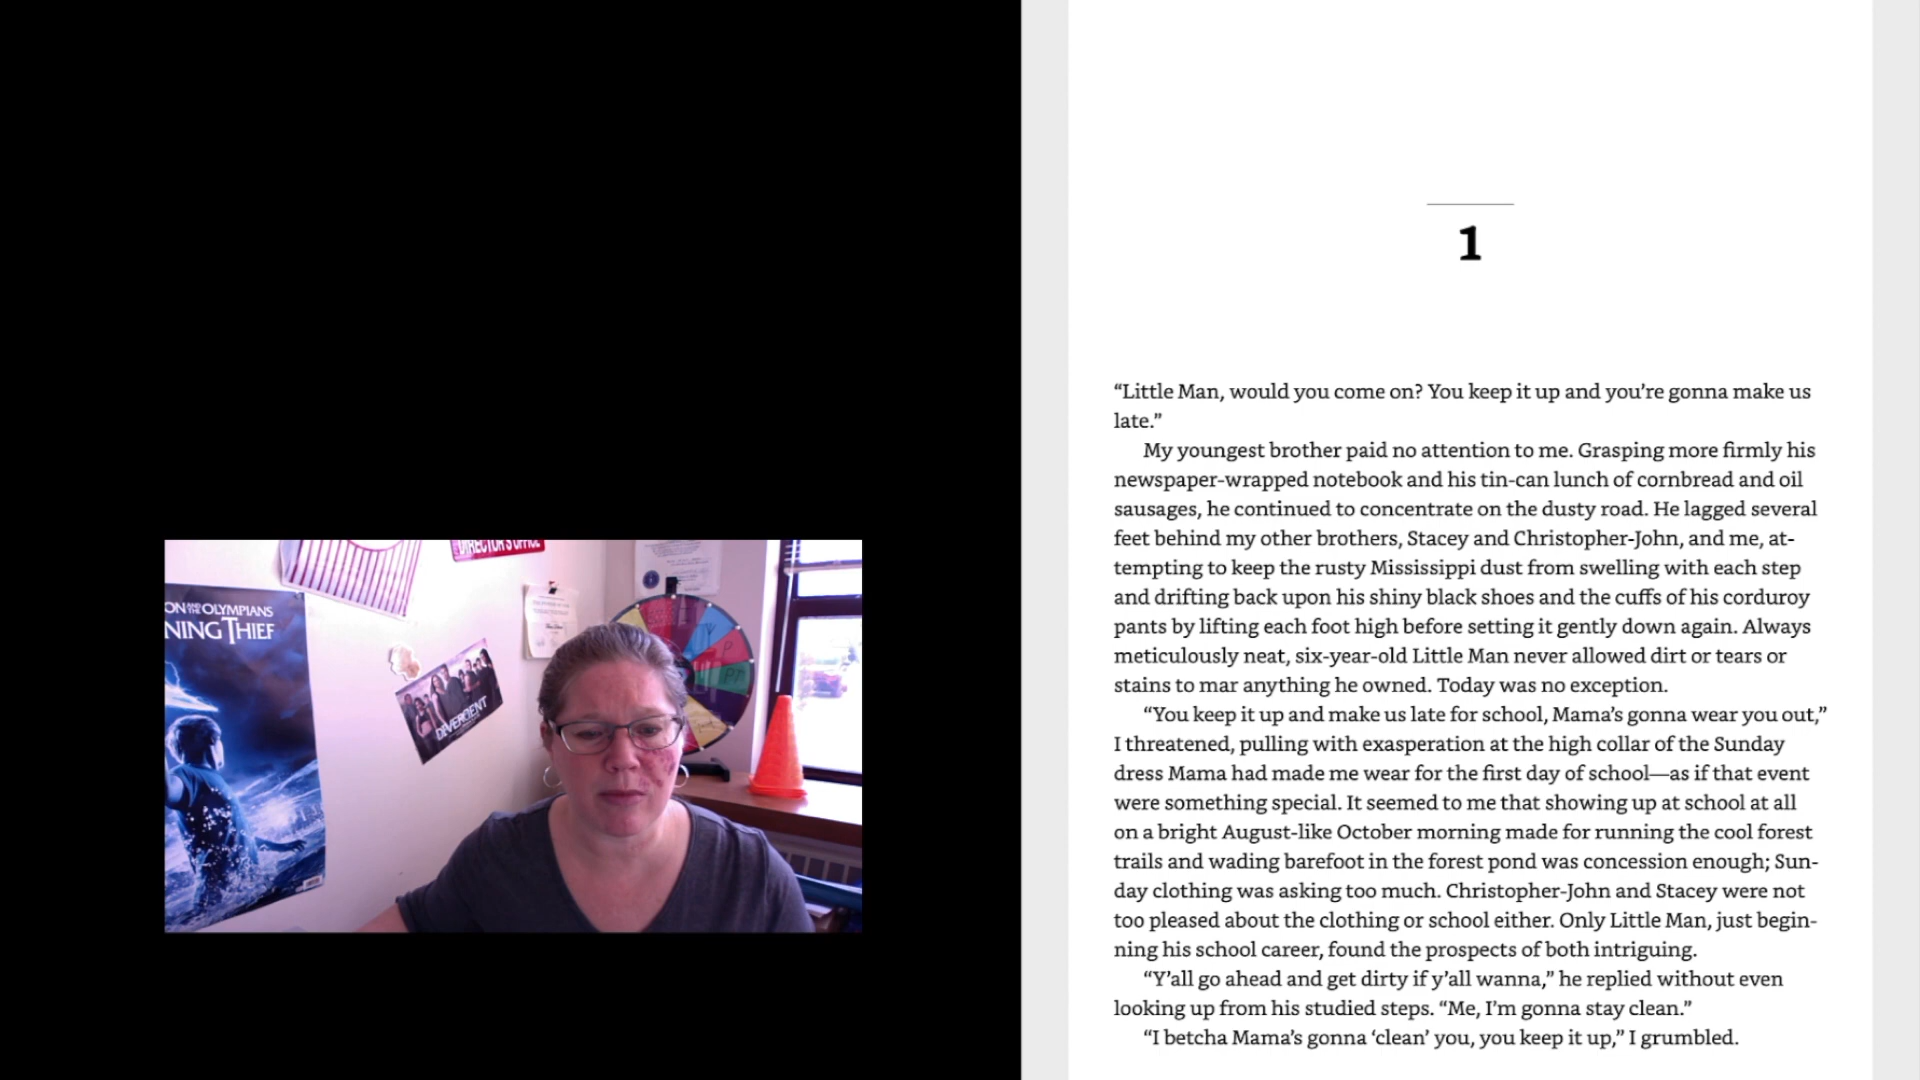 DIRECTOR'S OFFICE
ON AND THE OLYMPIANS
NING THIEF
DIVERGENT
1
“Little Man, would you come on? You keep it up and you’re gonna make us
late.”
My youngest brother paid no attention to me. Grasping more firmly his
newspaper-wrapped notebook and his tin-can lunch of cornbread and oil
sausages, he continued to concentrate on the dusty road. He lagged several
feet behind my other brothers, Stacey and Christopher-John, and me, at-
tempting to keep the rusty Mississippi dust from swelling with each step
and drifting back upon his shiny black shoes and the cuffs of his corduroy
pants by lifting each foot high before setting it gently down again. Always
meticulously neat, six-year-old Little Man never allowed dirt or tears or
stains to mar anything he owned. Today was no exception.
“You keep it up and make us late for school, Mama’s gonna wear you out,”
I threatened, pulling with exasperation at the high collar of the Sunday
dress Mama had made me wear for the first day of school—as if that event
were something special. It seemed to me that showing up at school at all
on a bright August-like October morning made for running the cool forest
trails and wading barefoot in the forest pond was concession enough; Sun-
day clothing was asking too much. Christopher-John and Stacey were not
too pleased about the clothing or school either. Only Little Man, just begin-
ning his school career, found the prospects of both intriguing.
“Y’all go ahead and get dirty if y’all wanna,” he replied without even
looking up from his studied steps. “Me, I’m gonna stay clean.”
“I betcha Mama’s gonna ‘clean’ you, you keep it up,” I grumbled.